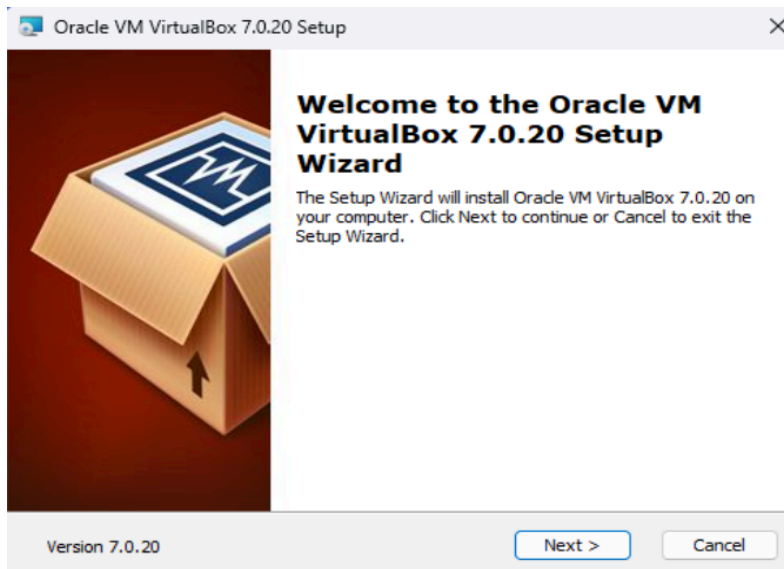 Oracle VM VirtualBox 7.0.20 Setup
Welcome to the Oracle VM
VirtualBox 7.0.20 Setup
Wizard
The Setup Wizard will install Oracle VM VirtualBox 7.0.20 on
your computer. Click Next to continue or Cancel to exit the
Setup Wizard.
Version 7.0.20
Next >
Cancel